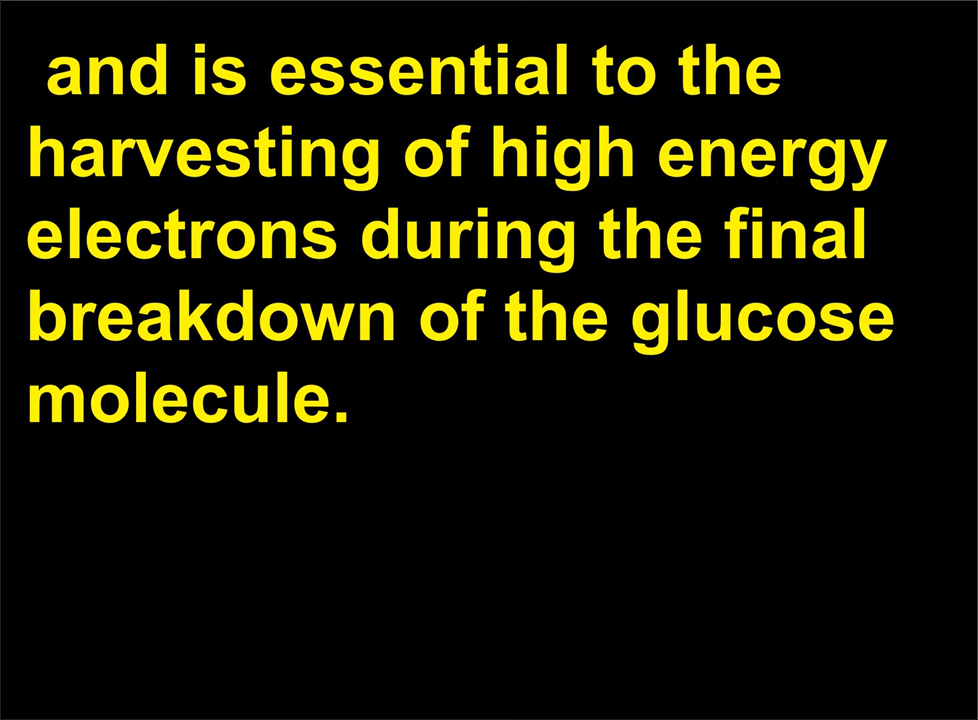 and is essential to the
harvesting of high energy
electrons during the final
breakdown of the glucose
molecule.